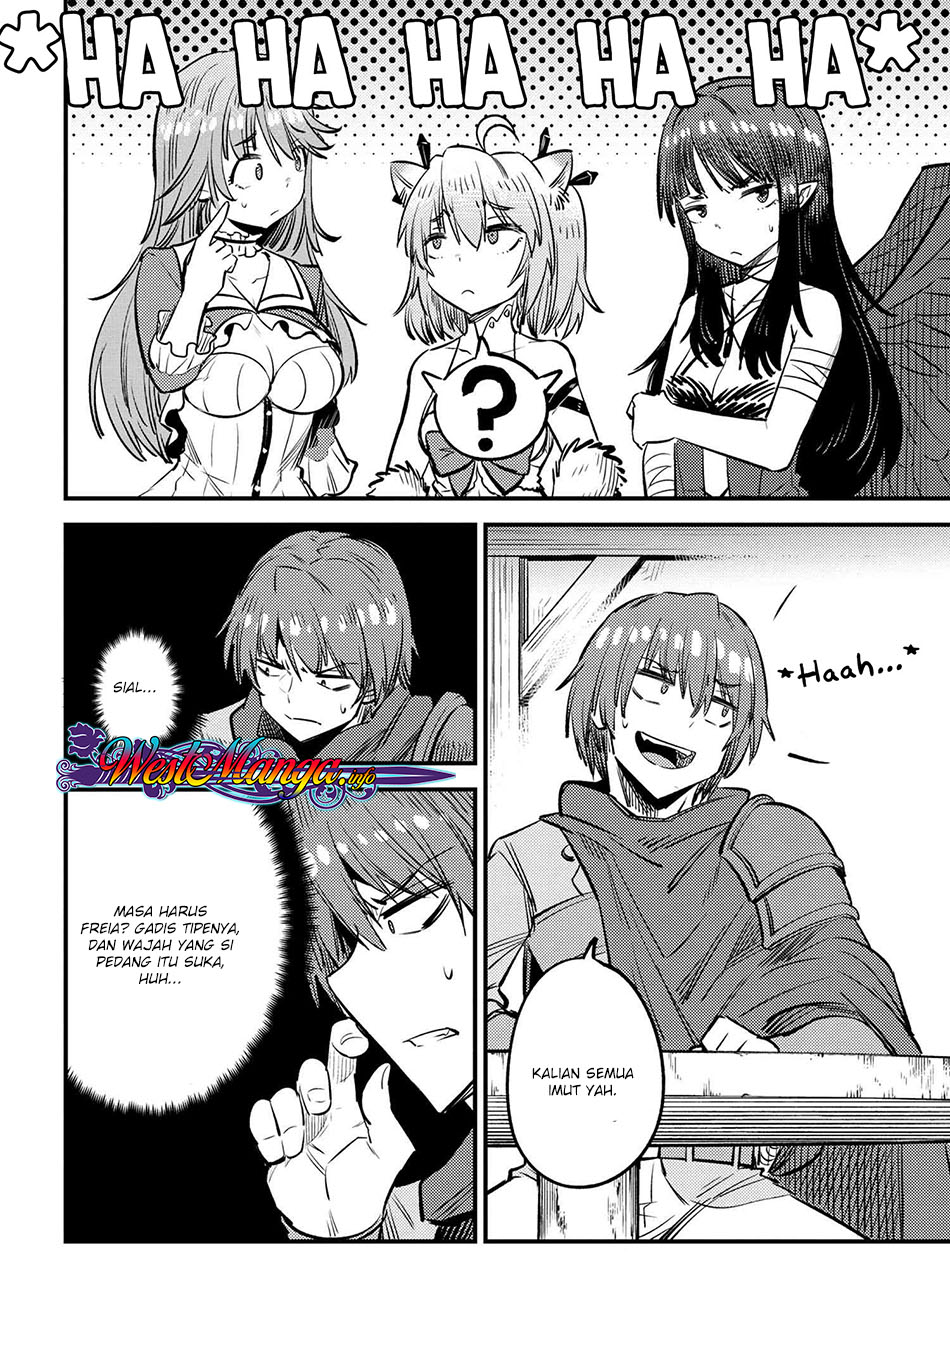 *HA HA HA HA HA*
?
*Haah...*
KALIAN SEMUA
IMUT YAH.
SIAL...
WestManga.info
MASA HARUS
FREIA? GADIS TIPENYA,
DAN WAJAH YANG SI
PEDANG ITU SUKA,
HUH...